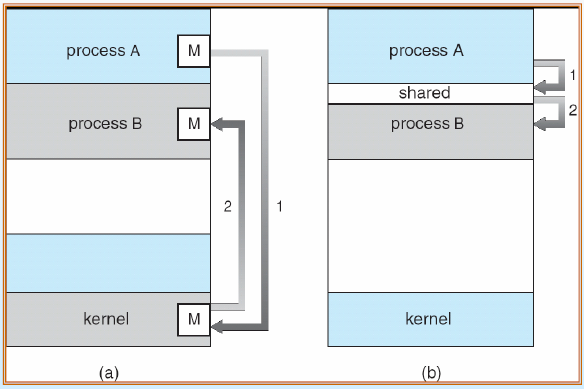 process A
M
process B
M
2
1
kernel
M
(a)
process A
1
shared
2
process B
kernel
(b)